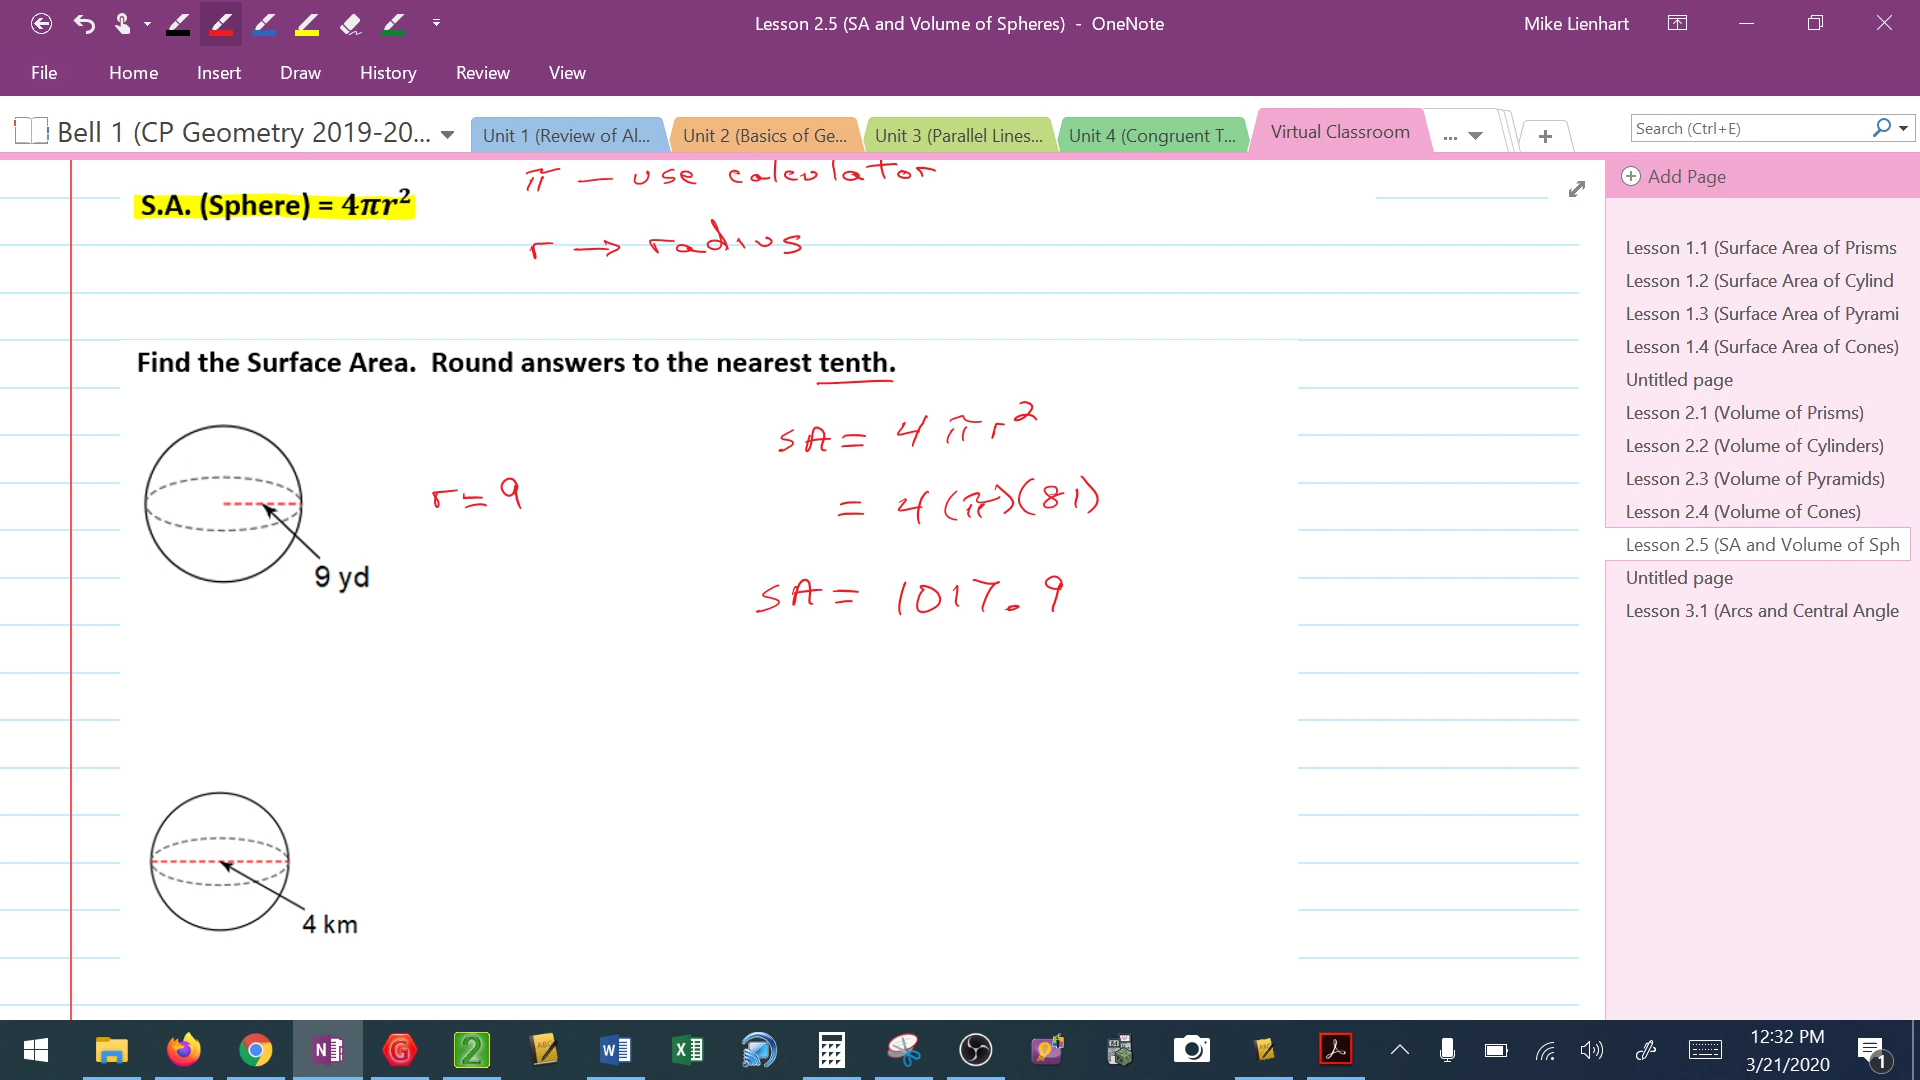 Lesson 2.5 (SA and Volume of Spheres) - OneNote
Mike Lienhart
File Home Insert Draw History Review View
Bell 1 (CP Geometry 2019-20...
Unit 1 (Review of Al...
Unit 2 (Basics of Ge...
Unit 3 (Parallel Lines...
Unit 4 (Congruent T...
Virtual Classroom
...
Search (Ctrl+E)
π — use calculator
S.A. (Sphere) = 4πr²
r → radius
Find the Surface Area. Round answers to the nearest tenth.
SA = 4πr²
r = 9
= 4(π)(81)
9 yd
SA = 1017.9
4 km
Add Page
Lesson 1.1 (Surface Area of Prisms
Lesson 1.2 (Surface Area of Cylind
Lesson 1.3 (Surface Area of Pyrami
Lesson 1.4 (Surface Area of Cones)
Untitled page
Lesson 2.1 (Volume of Prisms)
Lesson 2.2 (Volume of Cylinders)
Lesson 2.3 (Volume of Pyramids)
Lesson 2.4 (Volume of Cones)
Lesson 2.5 (SA and Volume of Sph
Untitled page
Lesson 3.1 (Arcs and Central Angle
12:32 PM
3/21/2020
1